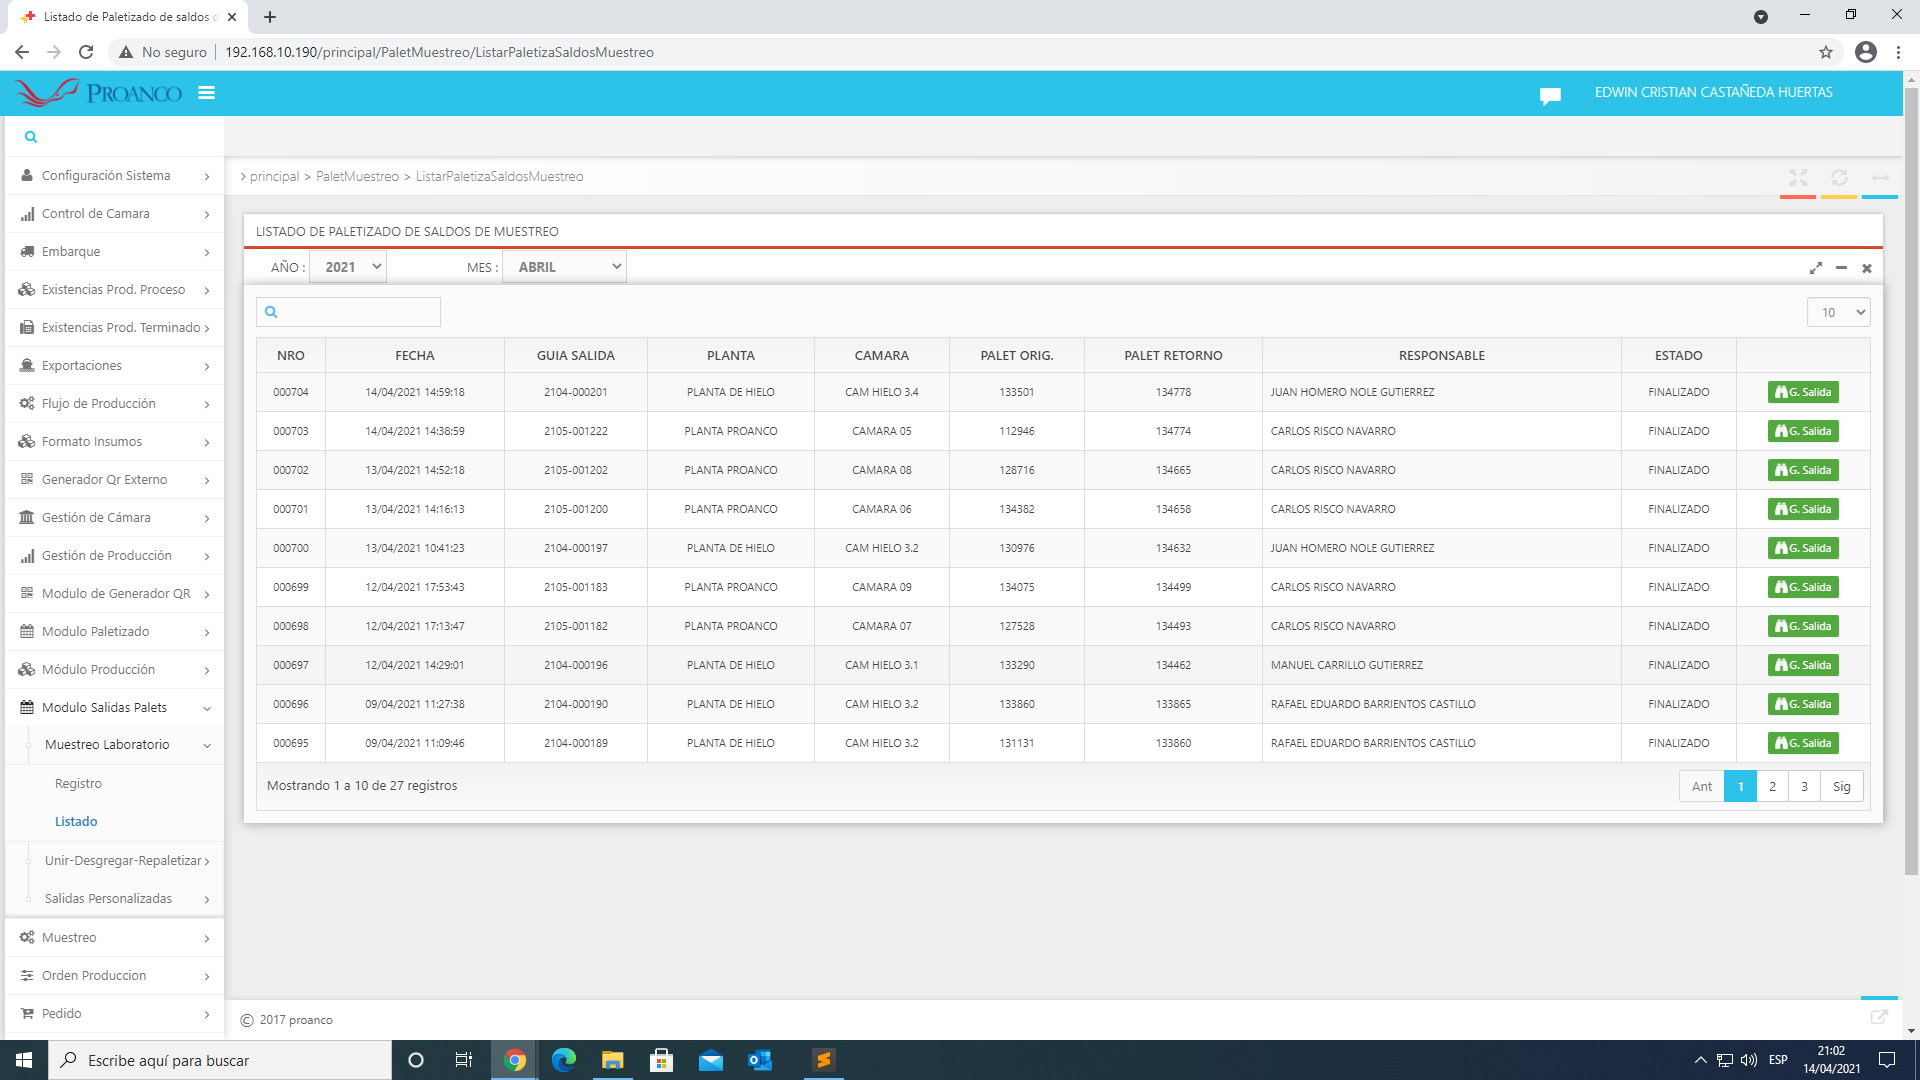 Listado de Paletizado de saldos d
No seguro 192.168.10.190/principal/PaletMuestreo/ListarPaletizaSaldosMuestreo
PROANCO
EDWIN CRISTIAN CASTAÑEDA HUERTAS
Configuración Sistema
Control de Camara
Embarque
Existencias Prod. Proceso
Existencias Prod. Terminado
Exportaciones
Flujo de Producción
Formato Insumos
Generador Qr Externo
Gestión de Cámara
Gestión de Producción
Modulo de Generador QR
Modulo Paletizado
Módulo Producción
Modulo Salidas Palets
Muestreo Laboratorio
Registro
Listado
Unir-Desgregar-Repaletizar
Salidas Personalizadas
Muestreo
Orden Produccion
Pedido
> principal > PaletMuestreo > ListarPaletizaSaldosMuestreo
LISTADO DE PALETIZADO DE SALDOS DE MUESTREO
AÑO : 2021 MES : ABRIL
10
NRO FECHA GUIA SALIDA PLANTA CAMARA PALET ORIG. PALET RETORNO RESPONSABLE ESTADO
000704 14/04/2021 14:59:18 2104-000201 PLANTA DE HIELO CAM HIELO 3.4 133501 134778 JUAN HOMERO NOLE GUTIERREZ FINALIZADO G. Salida
000703 14/04/2021 14:38:59 2105-001222 PLANTA PROANCO CAMARA 05 112946 134774 CARLOS RISCO NAVARRO FINALIZADO G. Salida
000702 13/04/2021 14:52:18 2105-001202 PLANTA PROANCO CAMARA 08 128716 134665 CARLOS RISCO NAVARRO FINALIZADO G. Salida
000701 13/04/2021 14:16:13 2105-001200 PLANTA PROANCO CAMARA 06 134382 134658 CARLOS RISCO NAVARRO FINALIZADO G. Salida
000700 13/04/2021 10:41:23 2104-000197 PLANTA DE HIELO CAM HIELO 3.2 130976 134632 JUAN HOMERO NOLE GUTIERREZ FINALIZADO G. Salida
000699 12/04/2021 17:53:43 2105-001183 PLANTA PROANCO CAMARA 09 134075 134499 CARLOS RISCO NAVARRO FINALIZADO G. Salida
000698 12/04/2021 17:13:47 2105-001182 PLANTA PROANCO CAMARA 07 127528 134493 CARLOS RISCO NAVARRO FINALIZADO G. Salida
000697 12/04/2021 14:29:01 2104-000196 PLANTA DE HIELO CAM HIELO 3.1 133290 134462 MANUEL CARRILLO GUTIERREZ FINALIZADO G. Salida
000696 09/04/2021 11:27:38 2104-000190 PLANTA DE HIELO CAM HIELO 3.2 133860 133865 RAFAEL EDUARDO BARRIENTOS CASTILLO FINALIZADO G. Salida
000695 09/04/2021 11:09:46 2104-000189 PLANTA DE HIELO CAM HIELO 3.2 131131 133860 RAFAEL EDUARDO BARRIENTOS CASTILLO FINALIZADO G. Salida
Mostrando 1 a 10 de 27 registros
Ant 1 2 3 Sig
© 2017 proanco
Escribe aquí para buscar
ESP
21:02
14/04/2021